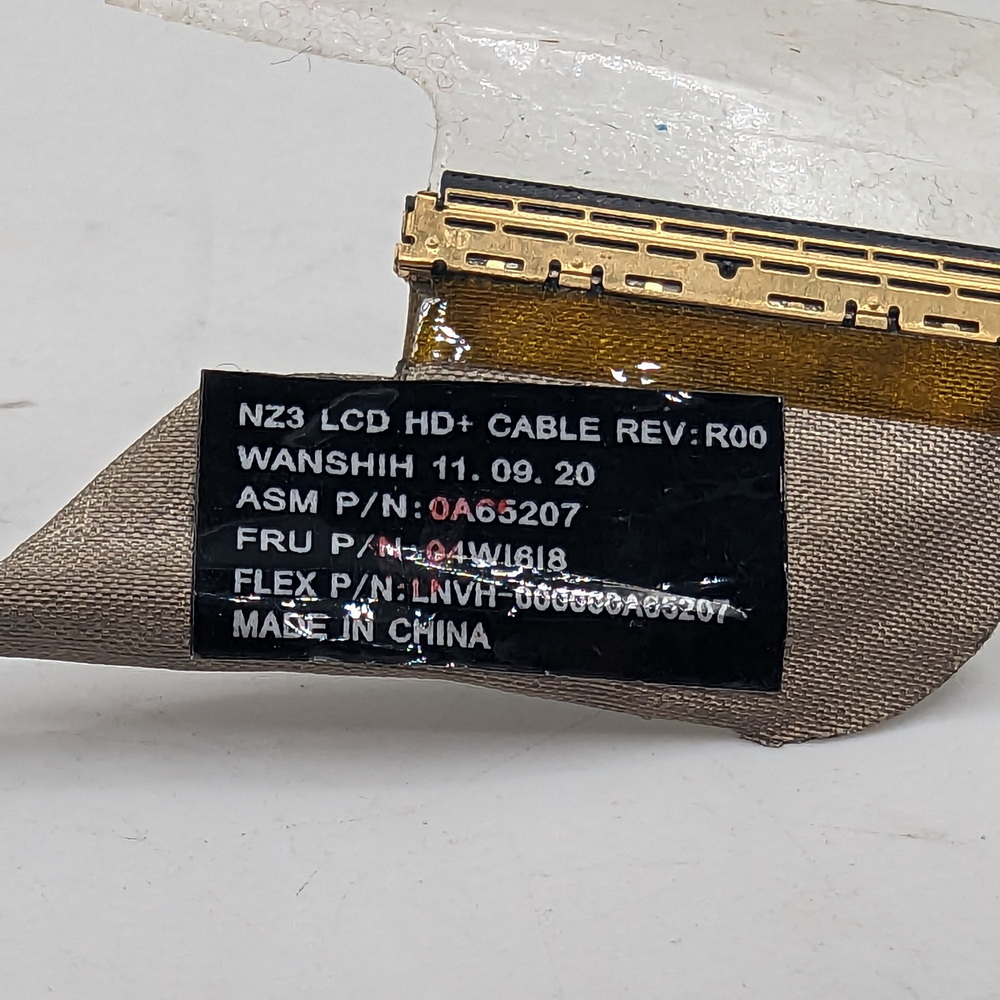 NZ3 LCD HD+ CABLE REV:R00
WANSHIH 11.09.20
ASM P/N:0A65207
FRU P/N:04W1618
FLEX P/N:LNVH-000000A65207
MADE IN CHINA